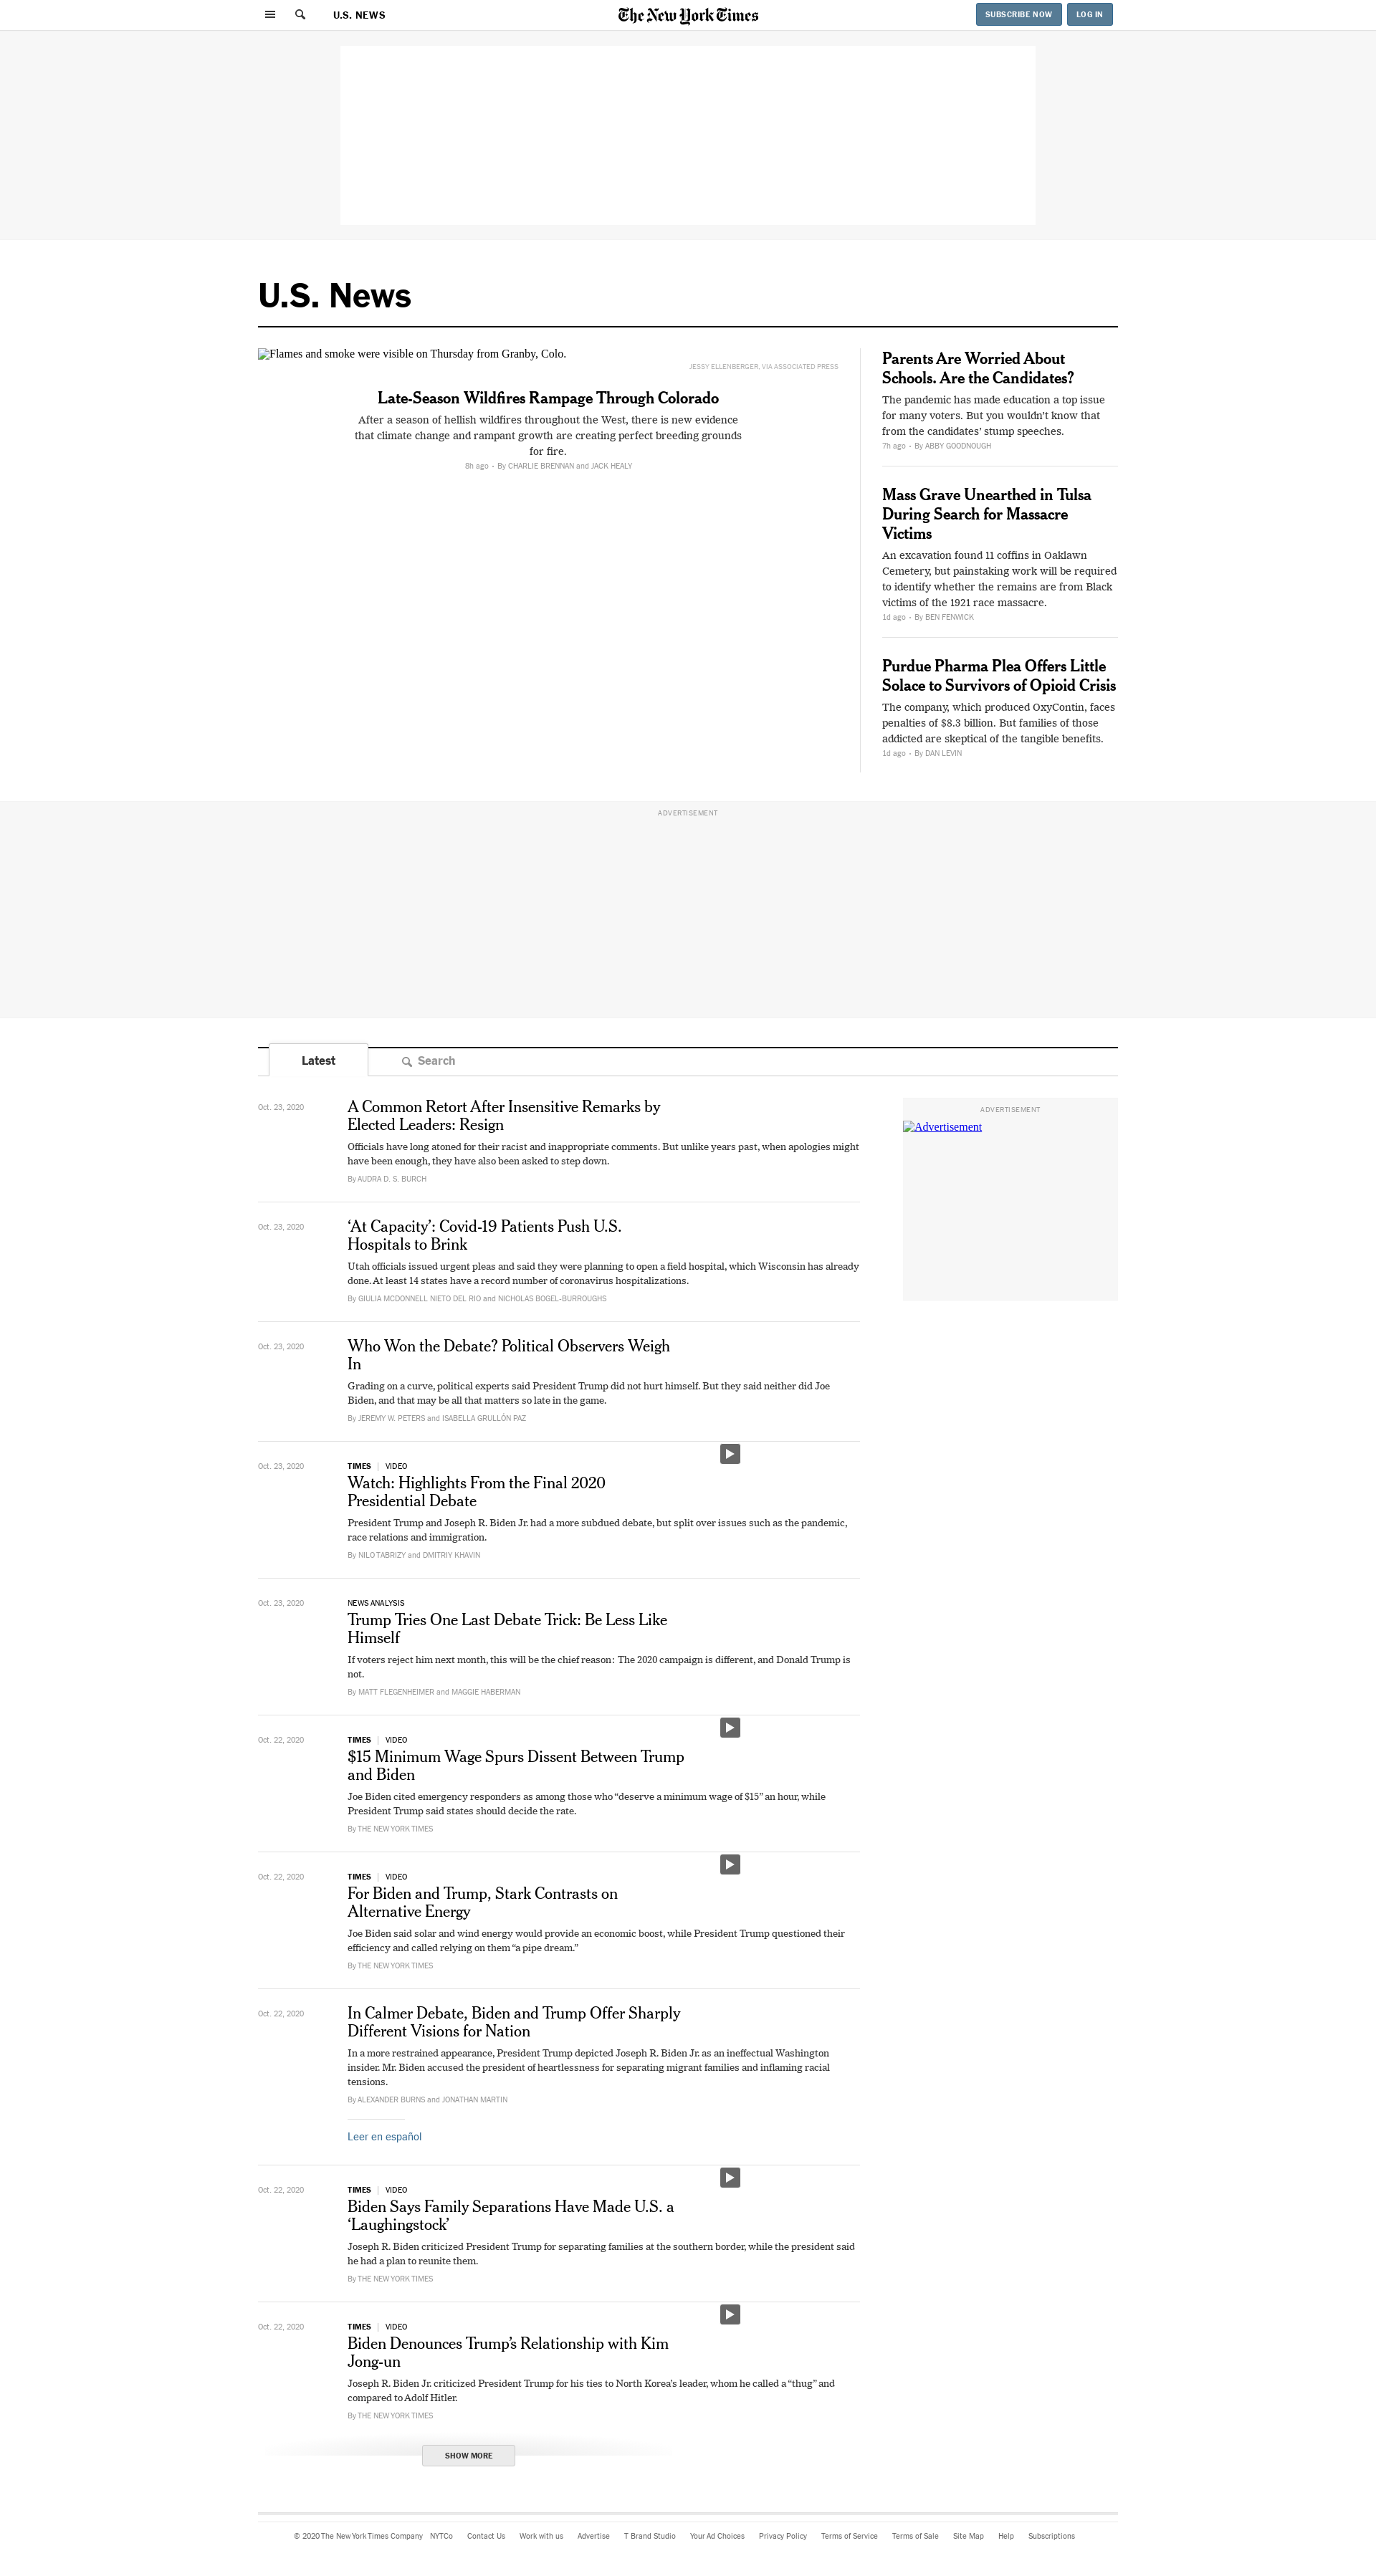 U.S. NEWS
The New York Times
SUBSCRIBE NOW
LOG IN
U.S. News
Flames and smoke were visible on Thursday from Granby, Colo.
JESSY ELLENBERGER, VIA ASSOCIATED PRESS
Late-Season Wildfires Rampage Through Colorado
After a season of hellish wildfires throughout the West, there is new evidence
that climate change and rampant growth are creating perfect breeding grounds
for fire.
8h ago • By CHARLIE BRENNAN and JACK HEALY
Parents Are Worried About
Schools. Are the Candidates?
The pandemic has made education a top issue
for many voters. But you wouldn't know it
from the candidates' stump speeches.
7h ago • By ABBY GOODNOUGH
Mass Grave Unearthed in Tulsa
During Search for Massacre
Victims
An excavation found 11 coffins in Oaklawn
Cemetery, but painstaking work will be required
to identify whether the remains are from Black
victims of the 1921 race massacre.
1d ago • By BEN FENWICK
Purdue Pharma Plea Offers Little
Solace to Survivors of Opioid Crisis
The company, which produced OxyContin, faces
penalties of $8.3 billion. But families of those
addicted are skeptical of the tangible benefits.
1d ago • By DAN LEVIN
ADVERTISEMENT
Latest
Search
Oct. 23, 2020
A Common Retort After Insensitive Remarks by
Elected Leaders: Resign
Officials have long atoned for their racist and inappropriate comments. But unlike years past, when apologies might
have been enough, they have also been asked to step down.
By AUDRA D. S. BURCH
ADVERTISEMENT
Advertisement
Oct. 23, 2020
‘At Capacity’: Covid-19 Patients Push U.S.
Hospitals to Brink
Utah officials issued urgent pleas and said they were planning to open a field hospital, which Wisconsin has already
done. At least 14 states have a record number of coronavirus hospitalizations.
By GIULIA MCDONNELL NIETO DEL RIO and NICHOLAS BOGEL-BURROUGHS
Oct. 23, 2020
Who Won the Debate? Political Observers Weigh
In
Grading on a curve, political experts said President Trump did not hurt himself. But they said neither did Joe
Biden, and that may be all that matters so late in the game.
By JEREMY W. PETERS and ISABELLA GRULLÓN PAZ
Oct. 23, 2020
TIMES | VIDEO
Watch: Highlights From the Final 2020
Presidential Debate
President Trump and Joseph R. Biden Jr. had a more subdued debate, but split over issues such as the pandemic,
race relations and immigration.
By NILO TABRIZY and DMITRIY KHAVIN
Oct. 23, 2020
NEWS ANALYSIS
Trump Tries One Last Debate Trick: Be Less Like
Himself
If voters reject him next month, this will be the chief reason: The 2020 campaign is different, and Donald Trump is
not.
By MATT FLEGENHEIMER and MAGGIE HABERMAN
Oct. 22, 2020
TIMES | VIDEO
$15 Minimum Wage Spurs Dissent Between Trump
and Biden
Joe Biden cited emergency responders as among those who “deserve a minimum wage of $15” an hour, while
President Trump said states should decide the rate.
By THE NEW YORK TIMES
Oct. 22, 2020
TIMES | VIDEO
For Biden and Trump, Stark Contrasts on
Alternative Energy
Joe Biden said solar and wind energy would provide an economic boost, while President Trump questioned their
efficiency and called relying on them “a pipe dream.”
By THE NEW YORK TIMES
Oct. 22, 2020
In Calmer Debate, Biden and Trump Offer Sharply
Different Visions for Nation
In a more restrained appearance, President Trump depicted Joseph R. Biden Jr. as an ineffectual Washington
insider. Mr. Biden accused the president of heartlessness for separating migrant families and inflaming racial
tensions.
By ALEXANDER BURNS and JONATHAN MARTIN
Leer en español
Oct. 22, 2020
TIMES | VIDEO
Biden Says Family Separations Have Made U.S. a
‘Laughingstock’
Joseph R. Biden criticized President Trump for separating families at the southern border, while the president said
he had a plan to reunite them.
By THE NEW YORK TIMES
Oct. 22, 2020
TIMES | VIDEO
Biden Denounces Trump’s Relationship with Kim
Jong-un
Joseph R. Biden Jr. criticized President Trump for his ties to North Korea’s leader, whom he called a “thug” and
compared to Adolf Hitler.
By THE NEW YORK TIMES
SHOW MORE
© 2020 The New York Times Company NYTCo Contact Us Work with us Advertise T Brand Studio Your Ad Choices Privacy Policy Terms of Service Terms of Sale Site Map Help Subscriptions